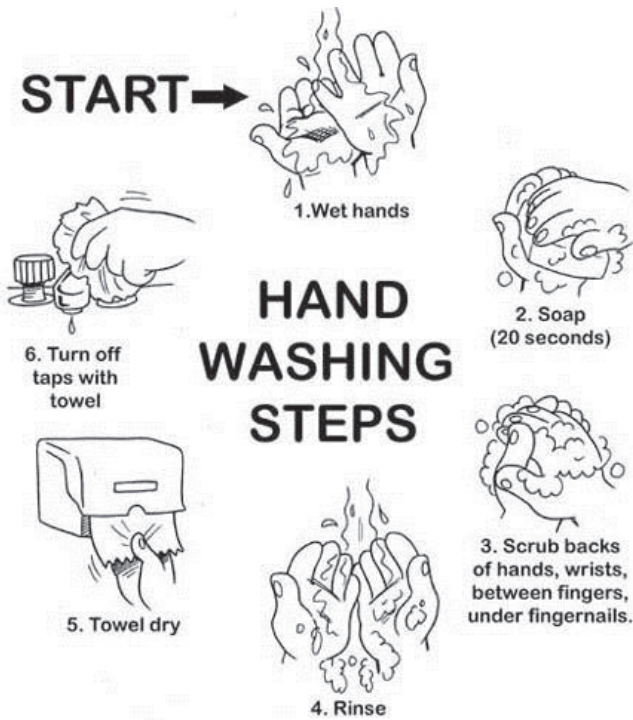 START
1.Wet hands
2. Soap
(20 seconds)
3. Scrub backs
of hands, wrists,
between fingers,
under fingernails.
4. Rinse
5. Towel dry
6. Turn off
taps with
towel
HAND
WASHING
STEPS